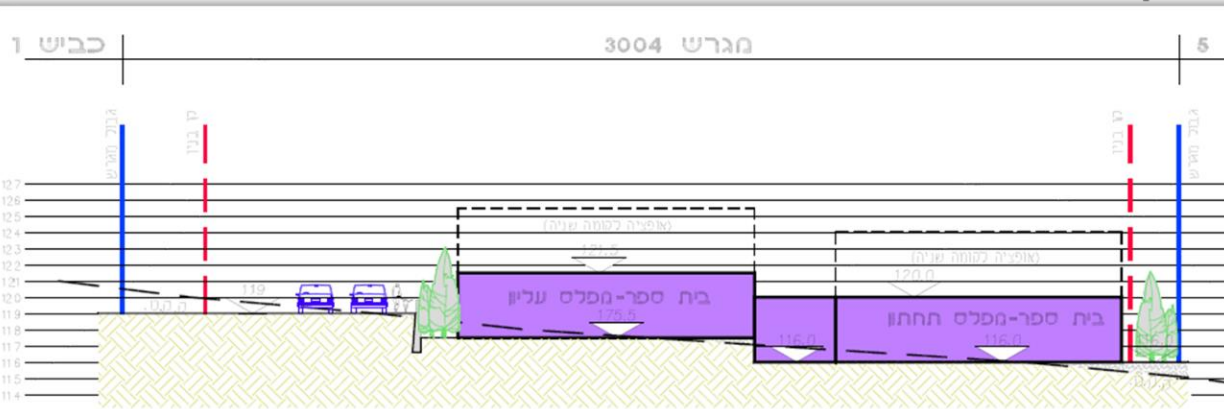 כביש 1
מגרש 3004
5
גבול מגרש
קו בניין
קו בניין
גבול מגרש
127
126
125
124
123
122
121
120
119
118
117
116
115
114
(אופציה לקומה שניה)
121.5
(אופציה לקומה שניה)
120.0
119
ק.ק.ט.
בית ספר-מפלס עליון
175.5
בית ספר-מפלס תחתון
116.0
116.0